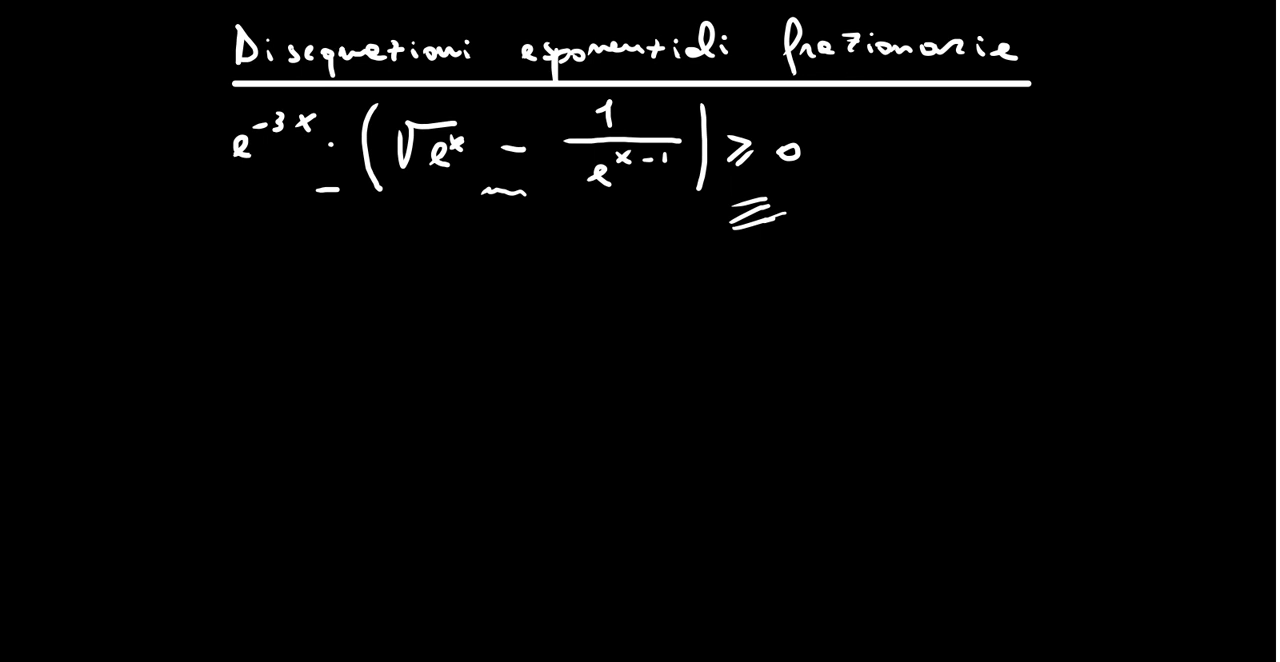 Disequazioni esponenziali frazionarie
e^{-3x} · (√e^x - 1/e^{x-1}) ⩾ 0